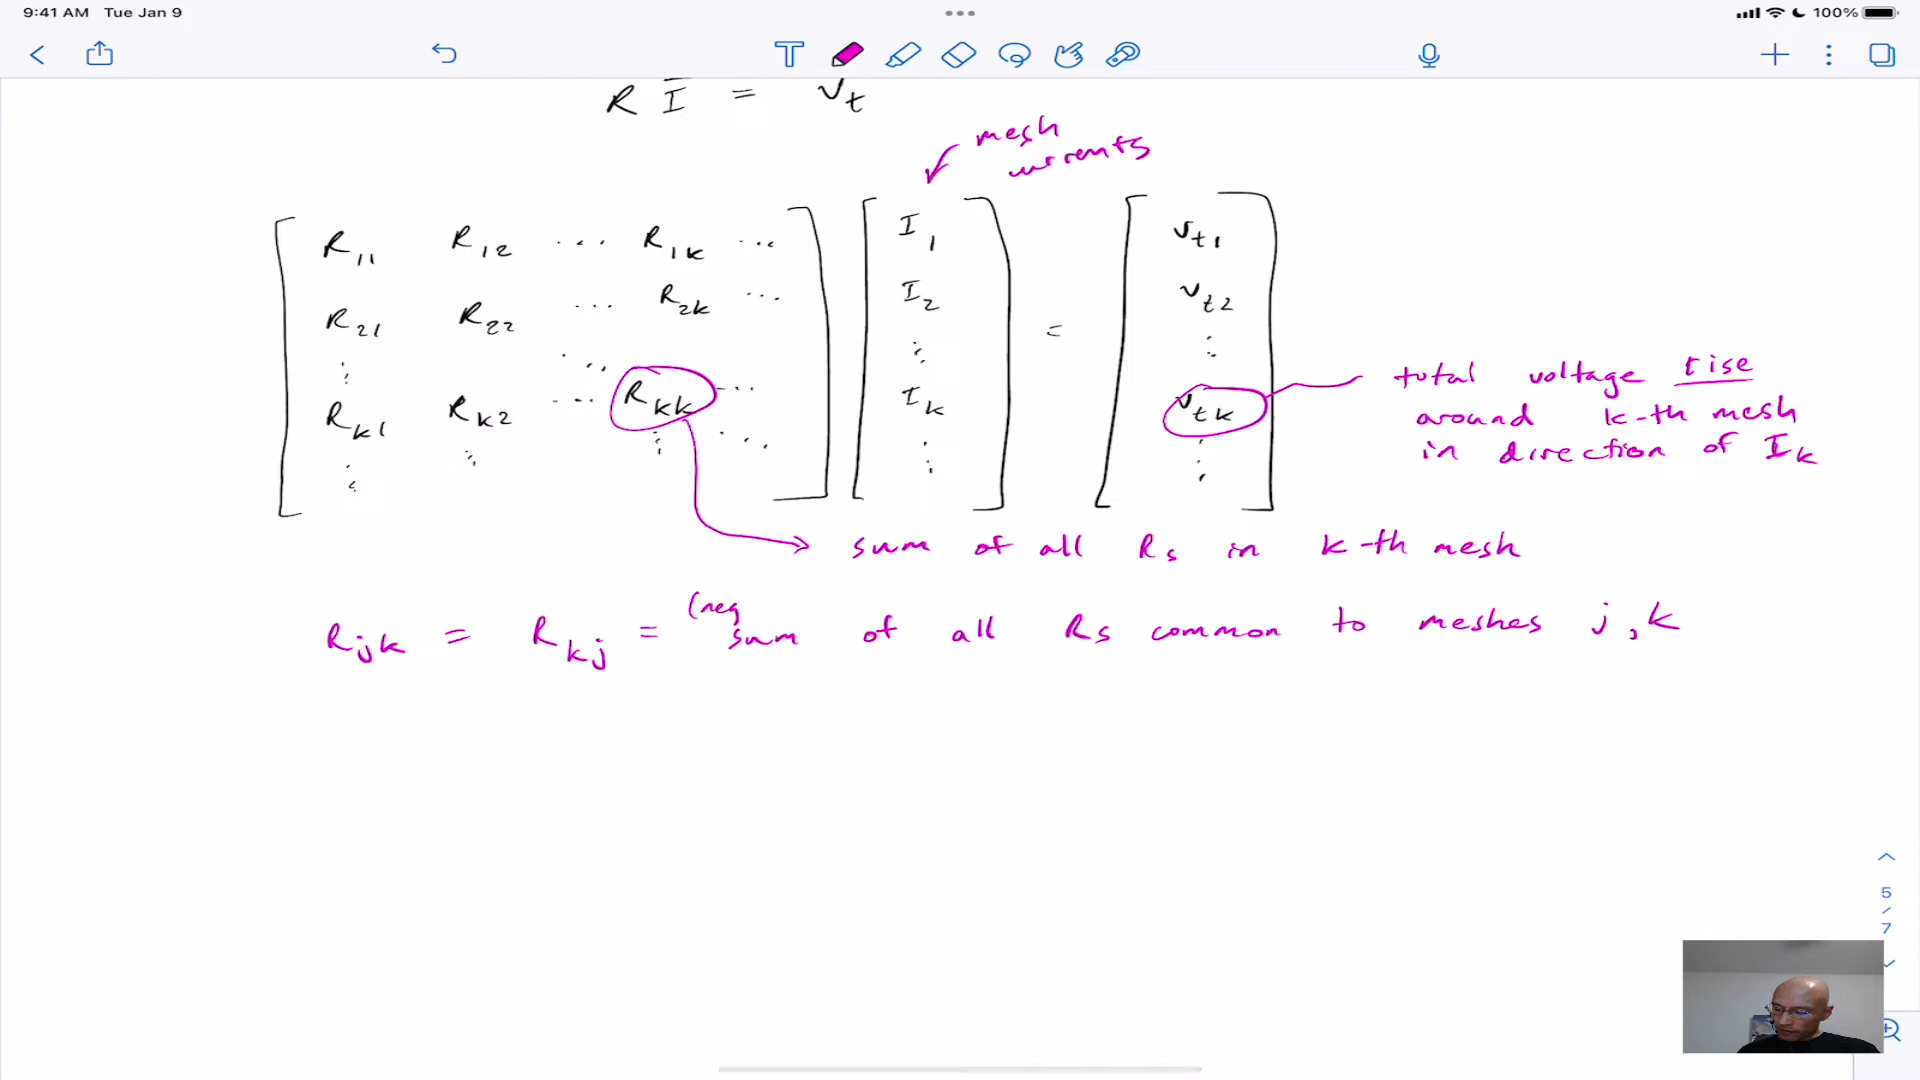 9:41 AM Tue Jan 9
100%
R I = vt
mesh
currents
R11 R12 ... R1k ...
R21 R22 ... R2k ...
Rk1 Rk2 ... Rkk ...
I1
I2
Ik
=
vt1
vt2
vtk
total voltage rise
around k-th mesh
in direction of Ik
sum of all Rs in k-th mesh
(neg
Rjk = Rkj = sum of all Rs common to meshes j,k
5
/
7